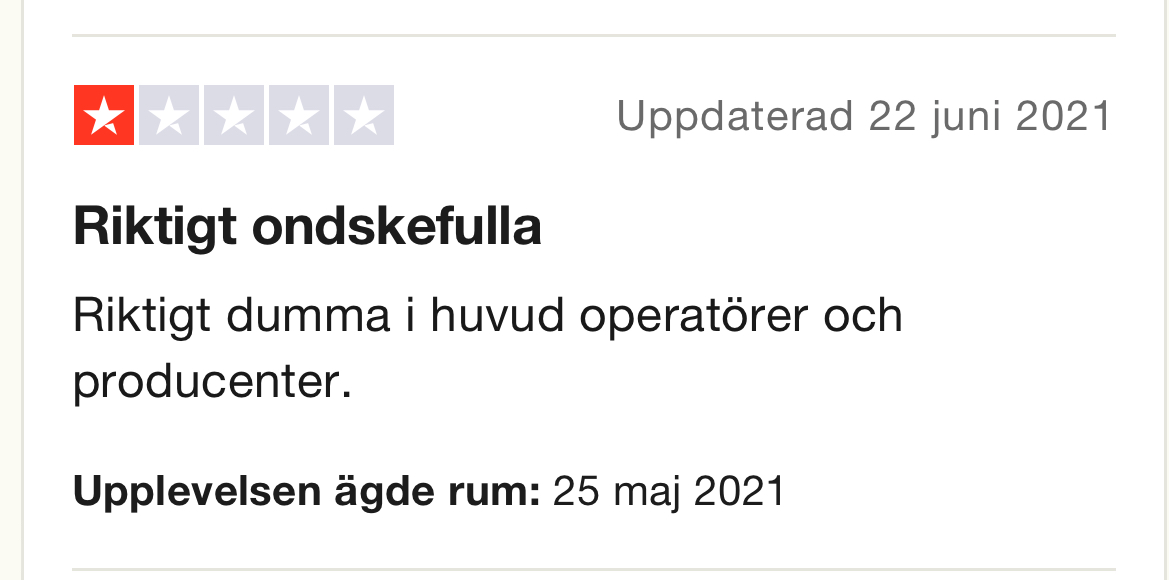 Uppdaterad 22 juni 2021
Riktigt ondskefulla
Riktigt dumma i huvud operatörer och
producenter.
Upplevelsen ägde rum: 25 maj 2021